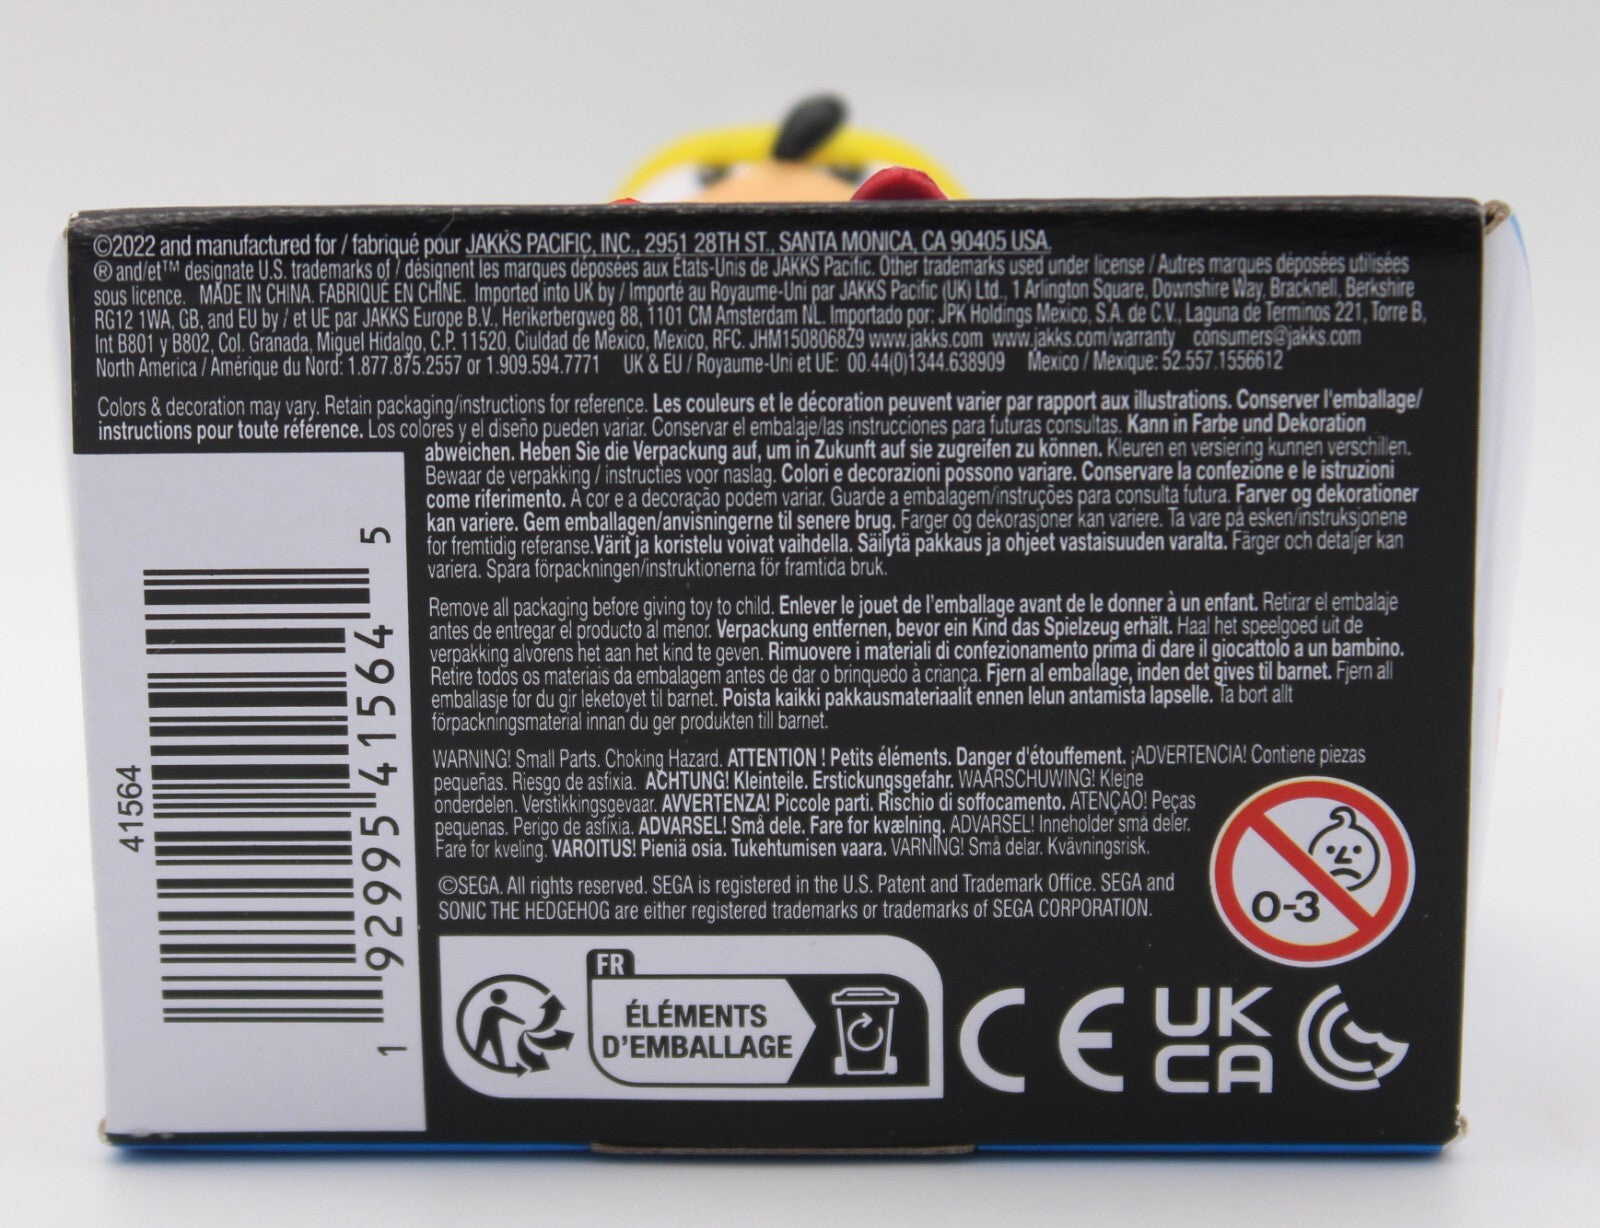 ©2022 and manufactured for / fabriqué pour JAKKS PACIFIC, INC., 2951 28TH ST., SANTA MONICA, CA 90405 USA.
® and/et™ designate U.S. trademarks of / désignent les marques déposées aux États-Unis de JAKKS Pacific. Other trademarks used under license / Autres marques déposées utilisées
sous licence. MADE IN CHINA. FABRIQUÉ EN CHINE. Imported into UK by / Importé au Royaume-Uni par JAKKS Pacific (UK) Ltd., 1 Arlington Square, Downshire Way, Bracknell, Berkshire
RG12 1WA, GB, and EU by / et UE par JAKKS Europe B.V., Herikerbergweg 88, 1101 CM Amsterdam NL. Importado por: JPK Holdings Mexico, S.A. de C.V., Laguna de Terminos 221, Torre B,
Int B801 y B802, Col. Granada, Miguel Hidalgo, C.P. 11520, Ciuldad de Mexico, Mexico, RFC. JHM1508068Z9 www.jakks.com www.jakks.com/warranty consumers@jakks.com
North America / Amérique du Nord: 1.877.875.2557 or 1.909.594.7771 UK & EU / Royaume-Uni et UE: 00.44(0)1344.638909 Mexico / Mexique: 52.557.1556612
Colors & decoration may vary. Retain packaging/instructions for reference. Les couleurs et le décoration peuvent varier par rapport aux illustrations. Conserver l'emballage/
instructions pour toute référence. Los colores y el diseño pueden variar. Conservar el embalaje/las instrucciones para futuras consultas. Kann in Farbe und Dekoration
abweichen. Heben Sie die Verpackung auf, um in Zukunft auf sie zugreifen zu können. Kleuren en versiering kunnen verschillen.
Bewaar de verpakking / instructies voor naslag. Colori e decorazioni possono variare. Conservare la confezione e le istruzioni
come riferimento. A cor e a decoração podem variar. Guarde a embalagem/instruções para consulta futura. Farver og dekorationer
kan variere. Gem emballagen/anvisningerne til senere brug. Farger og dekorasjoner kan variere. Ta vare på esken/instruksjonene
for fremtidig referanse. Värit ja koristelu voivat vaihdella. Säilytä pakkaus ja ohjeet vastaisuuden varalta. Färger och detaljer kan
variera. Spara förpackningen/instruktionerna för framtida bruk.
Remove all packaging before giving toy to child. Enlever le jouet de l'emballage avant de le donner à un enfant. Retirar el embalaje
antes de entregar el producto al menor. Verpackung entfernen, bevor ein Kind das Spielzeug erhält. Haal het speelgoed uit de
verpakking alvorens het aan het kind te geven. Rimuovere i materiali di confezionamento prima di dare il giocattolo a un bambino.
Retire todos os materiais da embalagem antes de dar o brinquedo à criança. Fjern al emballage, inden det gives til barnet. Fjern all
emballasje før du gir leketøyet til barnet. Poista kaikki pakkausmateriaalit ennen lelun antamista lapselle. Ta bort allt
förpackningsmaterial innan du ger produkten till barnet.
WARNING! Small Parts. Choking Hazard. ATTENTION ! Petits éléments. Danger d'étouffement. ¡ADVERTENCIA! Contiene piezas
pequeñas. Riesgo de asfixia. ACHTUNG! Kleinteile. Erstickungsgefahr. WAARSCHUWING! Kleine
onderdelen. Verstikkingsgevaar. AVVERTENZA! Piccole parti. Rischio di soffocamento. ATENÇÃO! Peças
pequenas. Perigo de asfixia. ADVARSEL! Små dele. Fare for kvælning. ADVARSEL! Inneholder små deler.
Fare for kveling. VAROITUS! Pieniä osia. Tukehtumisen vaara. VARNING! Små delar. Kvävningsrisk.
©SEGA. All rights reserved. SEGA is registered in the U.S. Patent and Trademark Office. SEGA and
SONIC THE HEDGEHOG are either registered trademarks or trademarks of SEGA CORPORATION.
41564
1 92995 41564 5
0-3
FR
ÉLÉMENTS
D'EMBALLAGE
CE
UK
CA